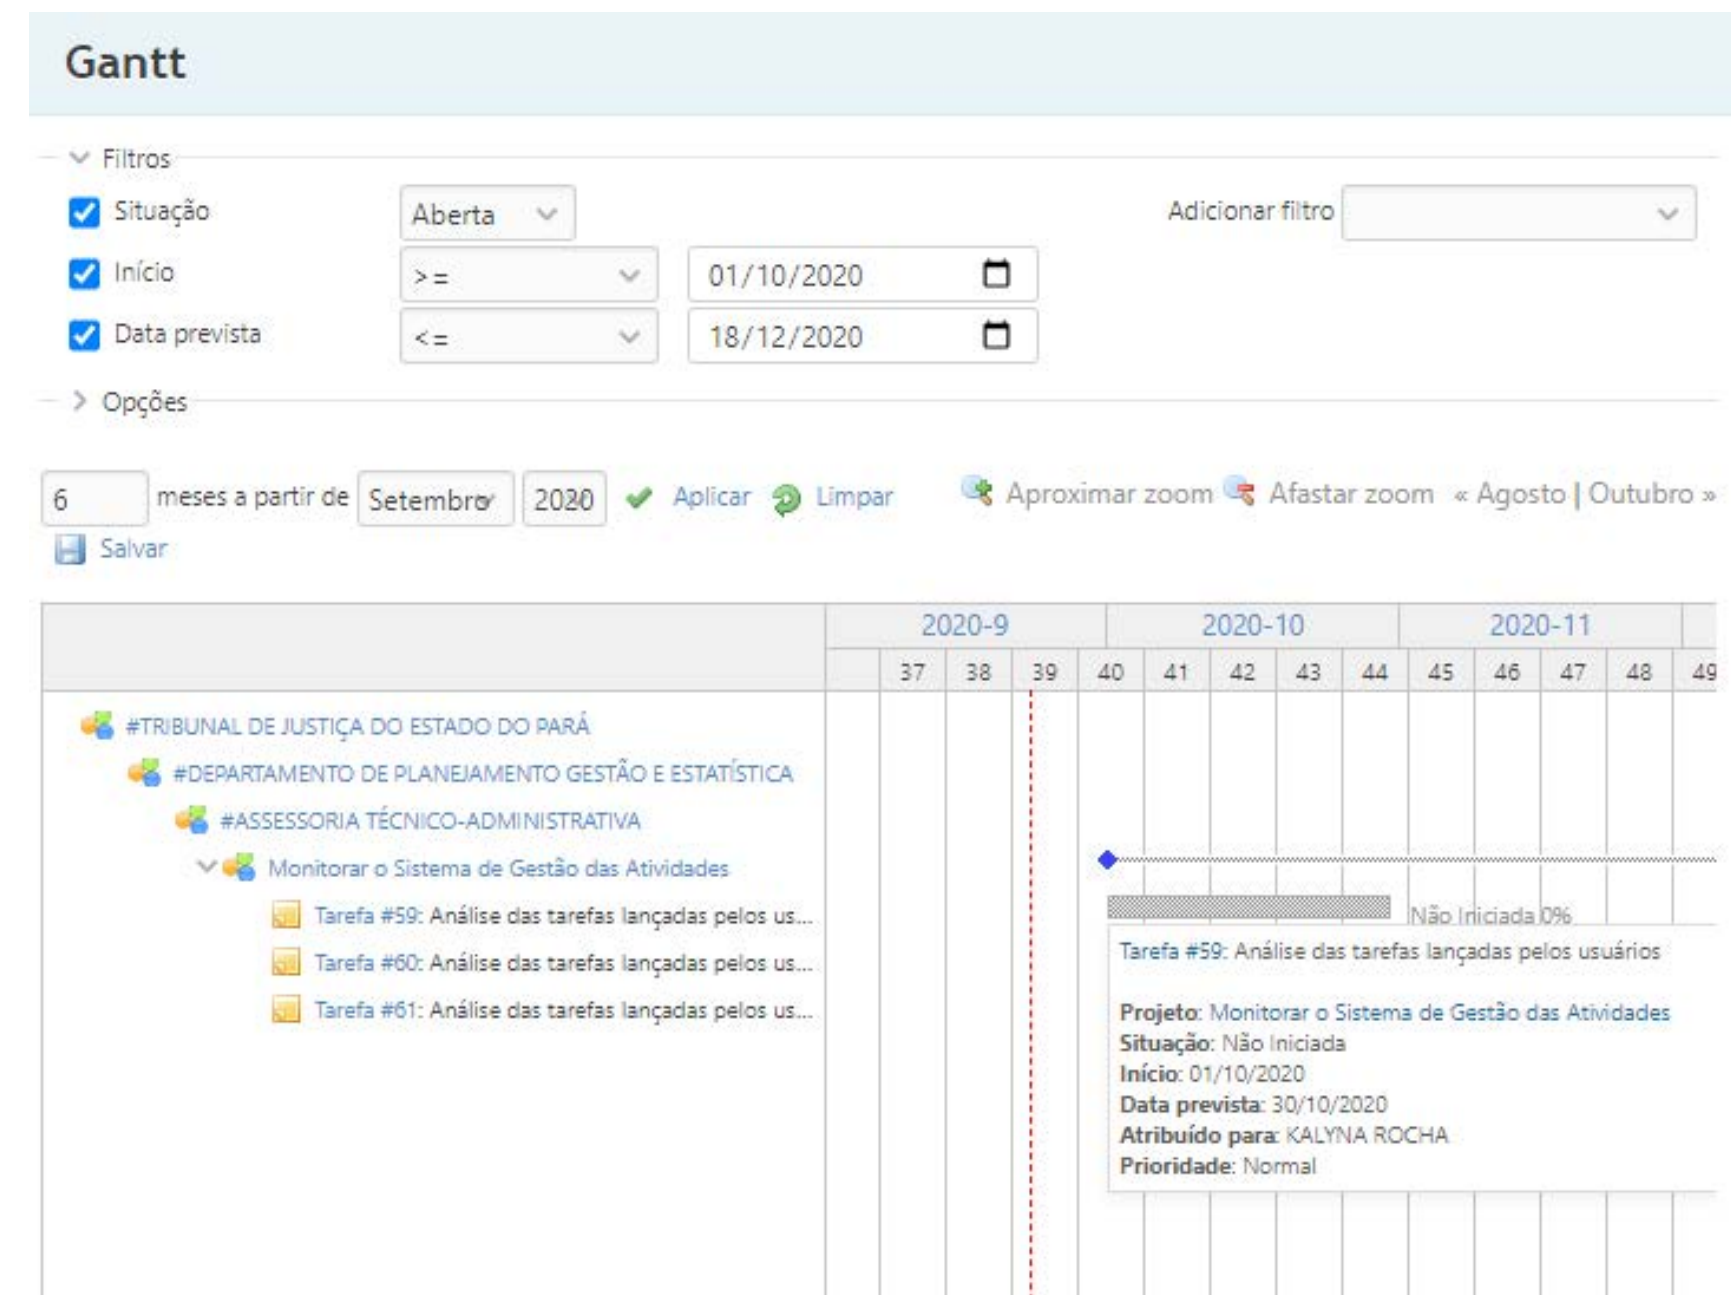 Gantt
Filtros
Situação Aberta Adicionar filtro
Início >= 01/10/2020
Data prevista <= 18/12/2020
Opções
6 meses a partir de Setembro 2020 Aplicar Limpar Aproximar zoom Afastar zoom « Agosto | Outubro »
Salvar
2020-9 2020-10 2020-11
37 38 39 40 41 42 43 44 45 46 47 48 49
#TRIBUNAL DE JUSTIÇA DO ESTADO DO PARÁ
#DEPARTAMENTO DE PLANEJAMENTO GESTÃO E ESTATÍSTICA
#ASSESSORIA TÉCNICO-ADMINISTRATIVA
Monitorar o Sistema de Gestão das Atividades
Tarefa #59: Análise das tarefas lançadas pelos us... Não Iniciada 0%
Tarefa #60: Análise das tarefas lançadas pelos us...
Tarefa #61: Análise das tarefas lançadas pelos us...
Tarefa #59: Análise das tarefas lançadas pelos usuários
Projeto: Monitorar o Sistema de Gestão das Atividades
Situação: Não Iniciada
Início: 01/10/2020
Data prevista: 30/10/2020
Atribuído para: KALYNA ROCHA
Prioridade: Normal